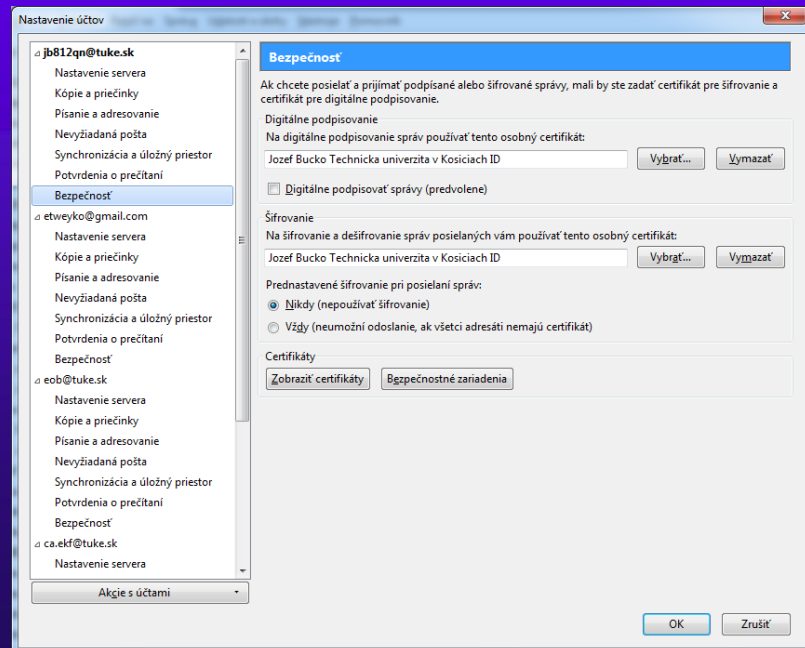 Nastavenie účtov
jb812qn@tuke.sk
Nastavenie servera
Kópie a priečinky
Písanie a adresovanie
Nevyžiadaná pošta
Synchronizácia a úložný priestor
Potvrdenia o prečítaní
Bezpečnosť
etweyko@gmail.com
Nastavenie servera
Kópie a priečinky
Písanie a adresovanie
Nevyžiadaná pošta
Synchronizácia a úložný priestor
Potvrdenia o prečítaní
Bezpečnosť
eob@tuke.sk
Nastavenie servera
Kópie a priečinky
Písanie a adresovanie
Nevyžiadaná pošta
Synchronizácia a úložný priestor
Potvrdenia o prečítaní
Bezpečnosť
ca.ekf@tuke.sk
Nastavenie servera
Akcie s účtami
Bezpečnosť
Ak chcete posielať a prijímať podpísané alebo šifrované správy, mali by ste zadať certifikát pre šifrovanie a
certifikát pre digitálne podpisovanie.
Digitálne podpisovanie
Na digitálne podpisovanie správ používať tento osobný certifikát:
Jozef Bucko Technicka univerzita v Kosiciach ID Vybrať... Vymazať
Digitálne podpisovať správy (predvolene)
Šifrovanie
Na šifrovanie a dešifrovanie správ posielaných vám používať tento osobný certifikát:
Jozef Bucko Technicka univerzita v Kosiciach ID Vybrať... Vymazať
Prednastavené šifrovanie pri posielaní správ:
Nikdy (nepoužívať šifrovanie)
Vždy (neumožní odoslanie, ak všetci adresáti nemajú certifikát)
Certifikáty
Zobraziť certifikáty Bezpečnostné zariadenia
OK Zrušiť